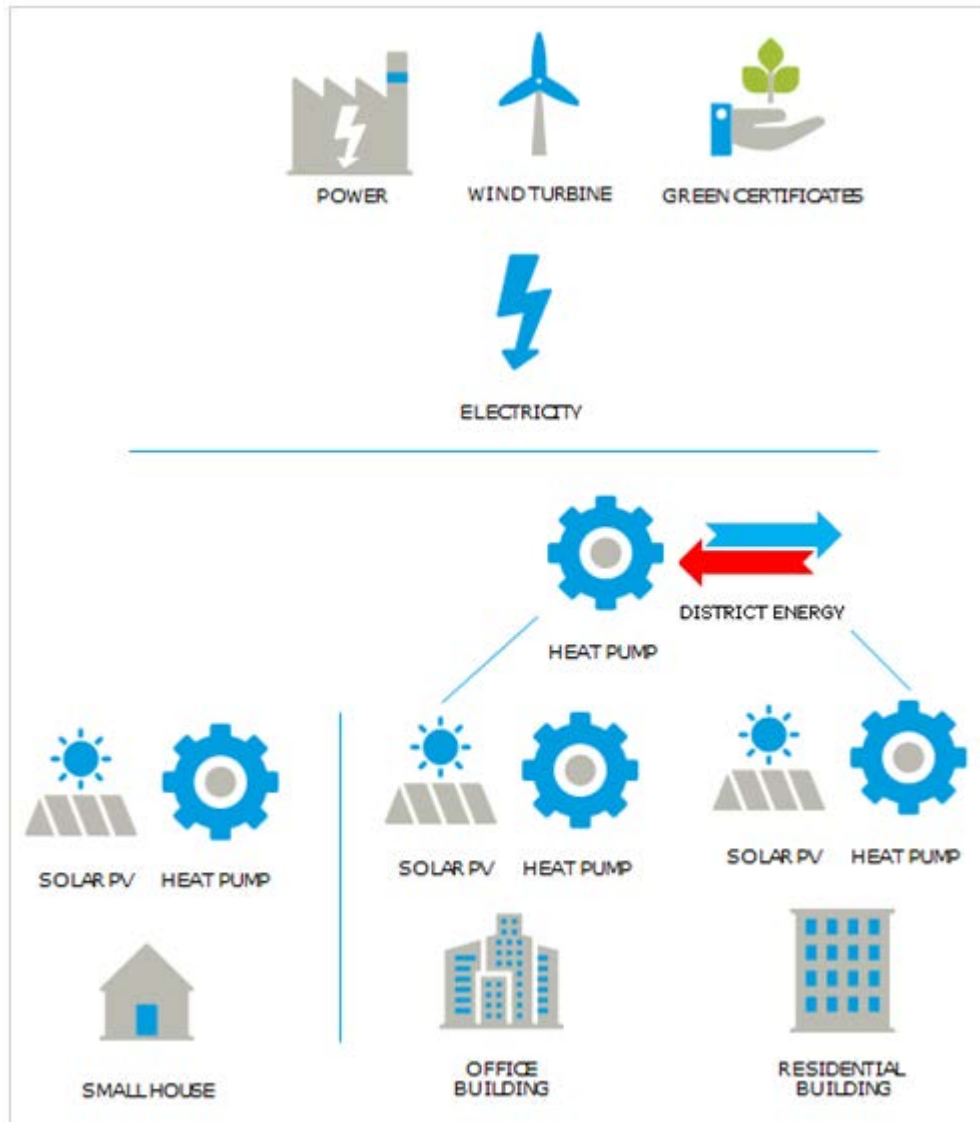 POWER
WIND TURBINE
GREEN CERTIFICATES
ELECTRICITY
DISTRICT ENERGY
HEAT PUMP
SOLAR PV
HEAT PUMP
SOLAR PV
HEAT PUMP
SOLAR PV
HEAT PUMP
SMALL HOUSE
OFFICE
BUILDING
RESIDENTIAL
BUILDING